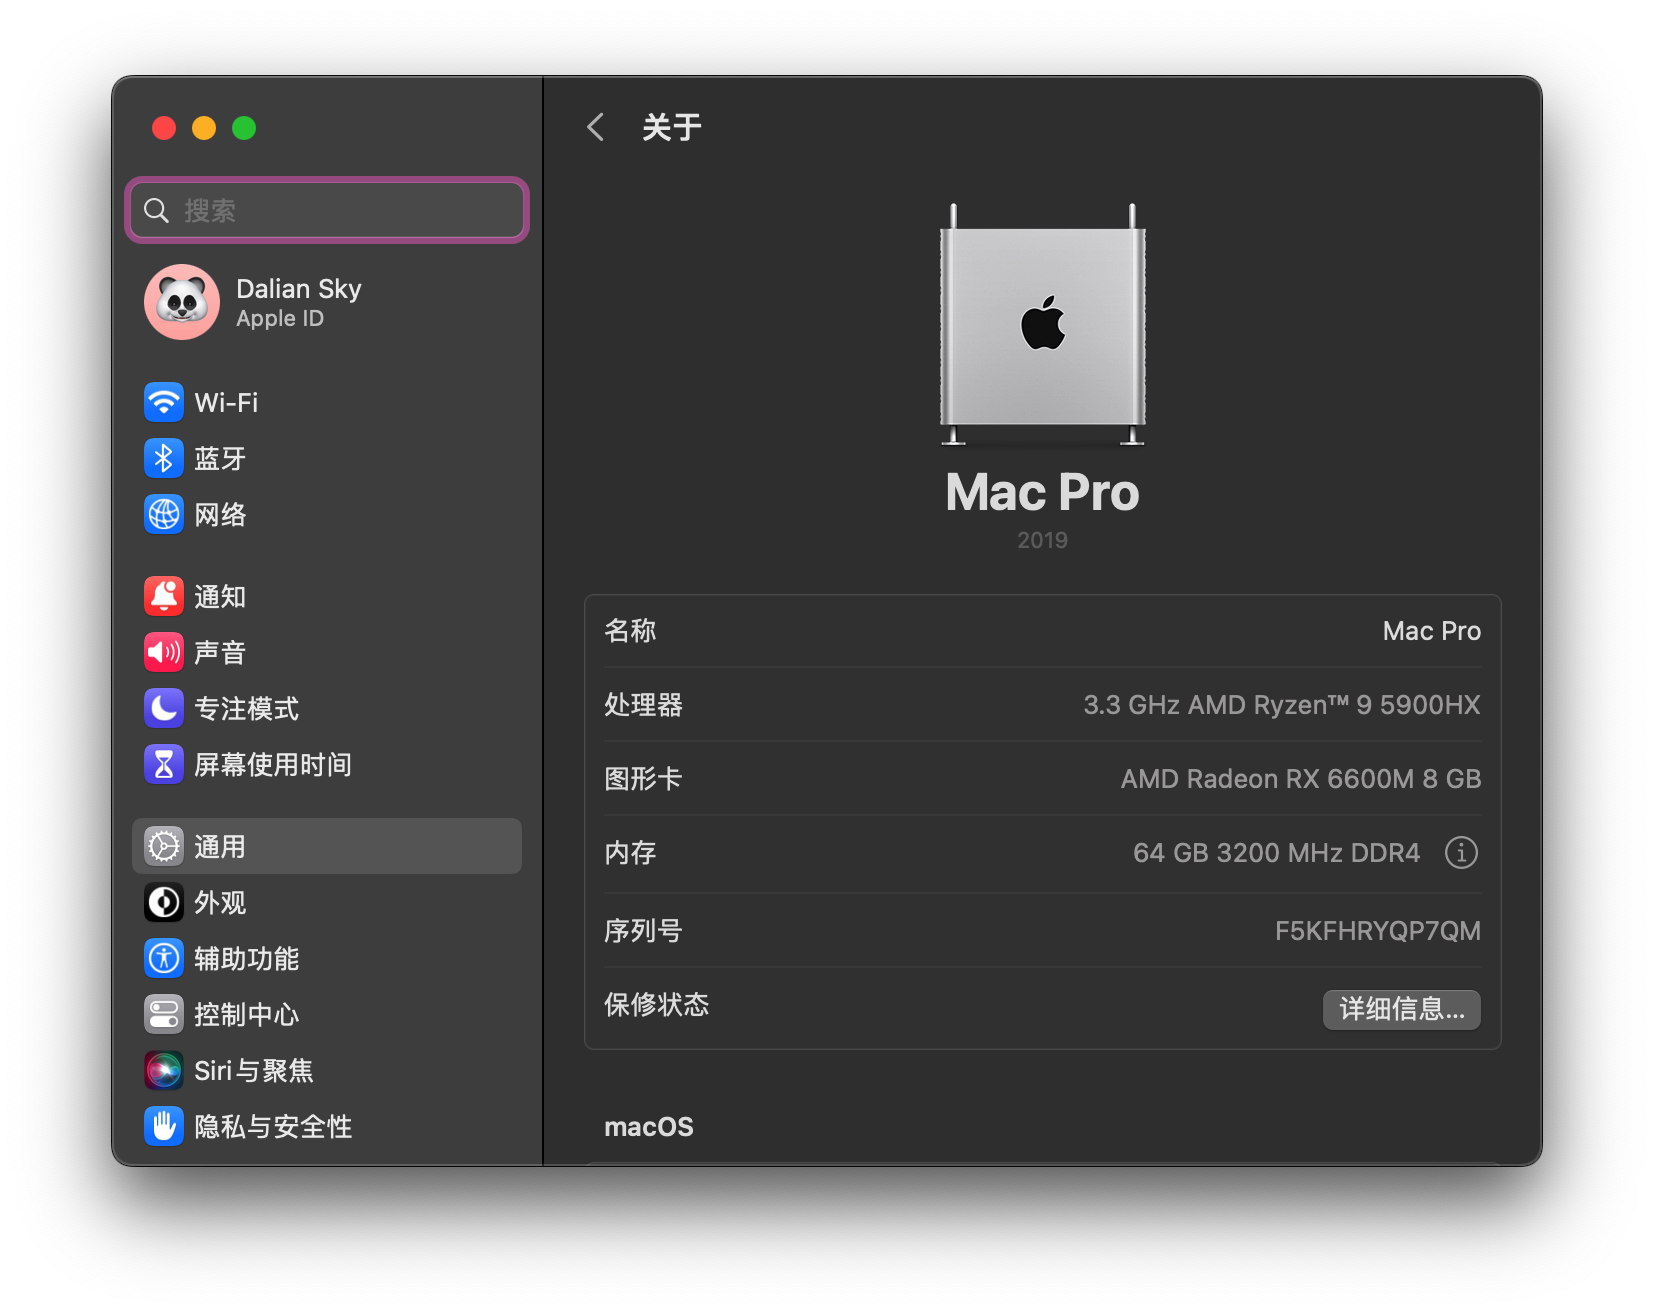 搜索
Dalian Sky
Apple ID
Wi-Fi
蓝牙
网络
通知
声音
专注模式
屏幕使用时间
通用
外观
辅助功能
控制中心
Siri与聚焦
隐私与安全性
关于
Mac Pro
2019
名称 Mac Pro
处理器 3.3 GHz AMD Ryzen™ 9 5900HX
图形卡 AMD Radeon RX 6600M 8 GB
内存 64 GB 3200 MHz DDR4
序列号 F5KFHRYQP7QM
保修状态 详细信息...
macOS